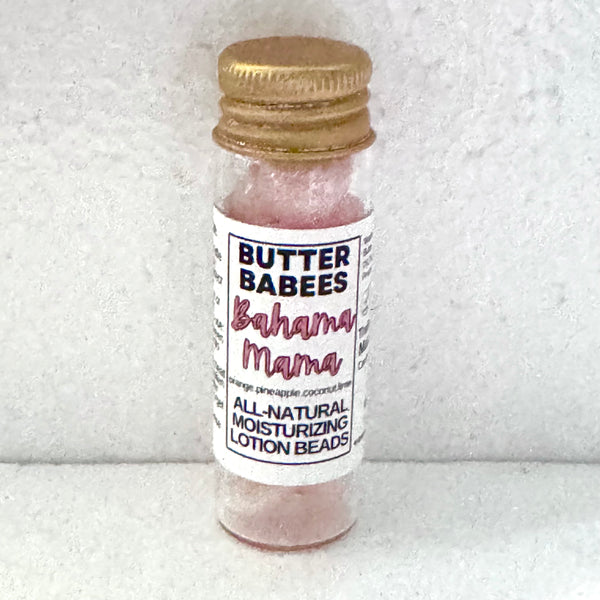 BUTTER
BABEES
Bahama
Mama
orange.pineapple.coconut.lime
ALL-NATURAL
MOISTURIZING
LOTION BEADS